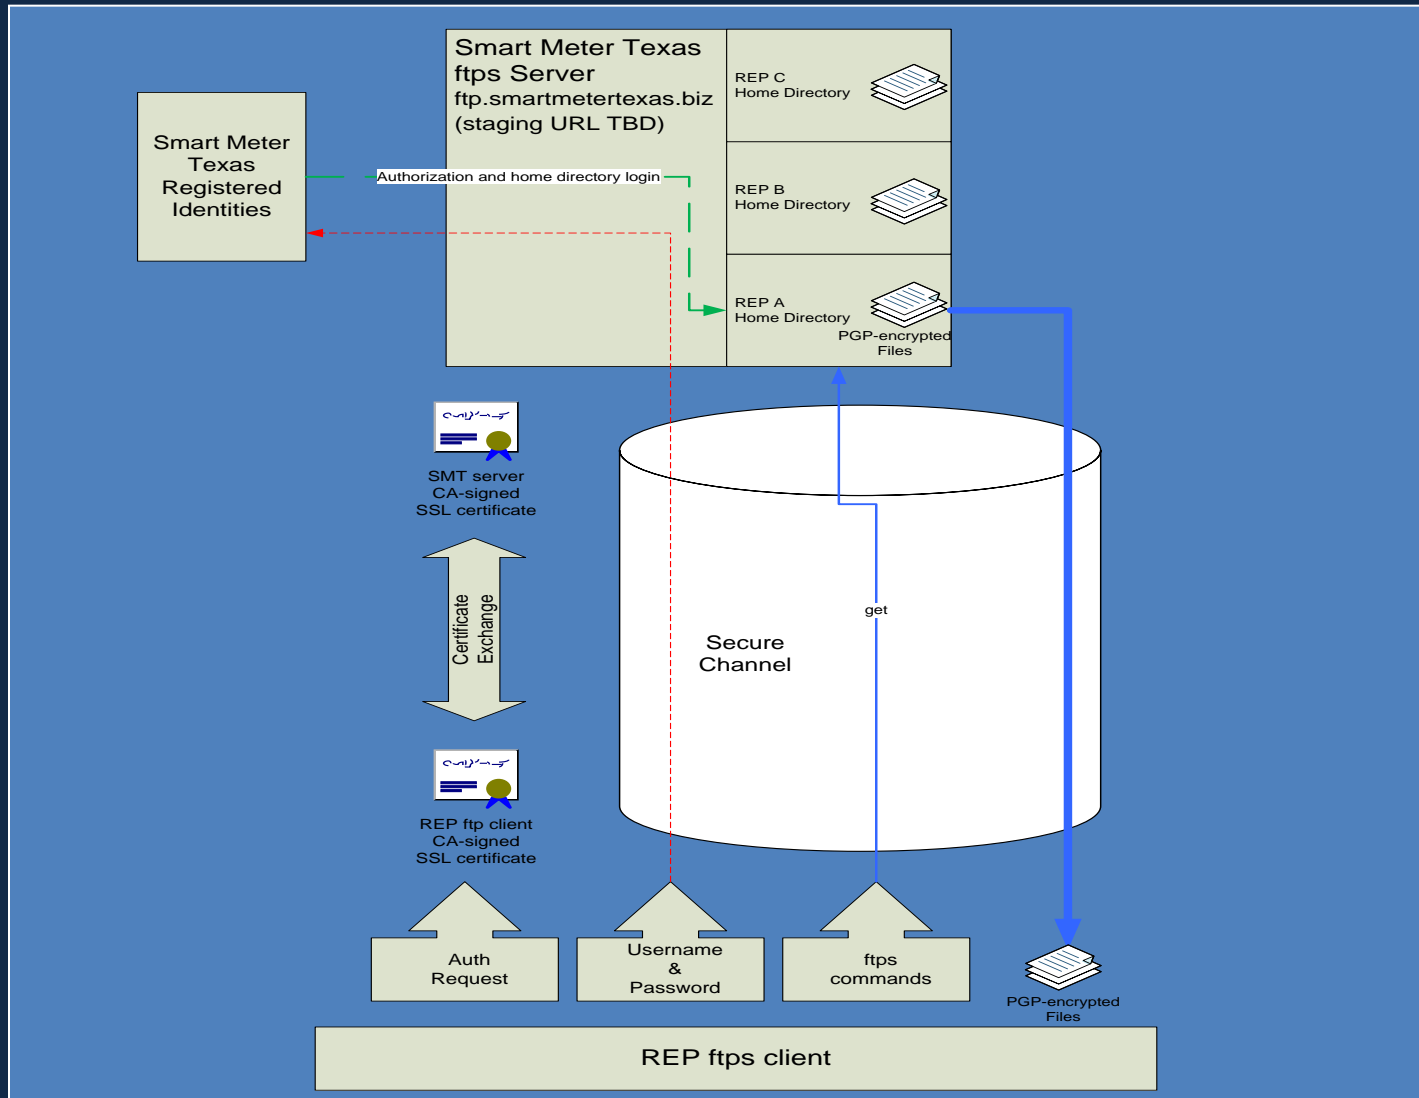 Smart Meter Texas
ftps Server
ftp.smartmetertexas.biz
(staging URL TBD)
REP C
Home Directory
Smart Meter
Texas
Registered
Identities
Authorization and home directory login
REP B
Home Directory
REP A
Home Directory
PGP-encrypted
Files
SMT server
CA-signed
SSL certificate
Certificate
Exchange
get
Secure
Channel
REP ftp client
CA-signed
SSL certificate
Auth
Request
Username
&
Password
ftps
commands
PGP-encrypted
Files
REP ftps client